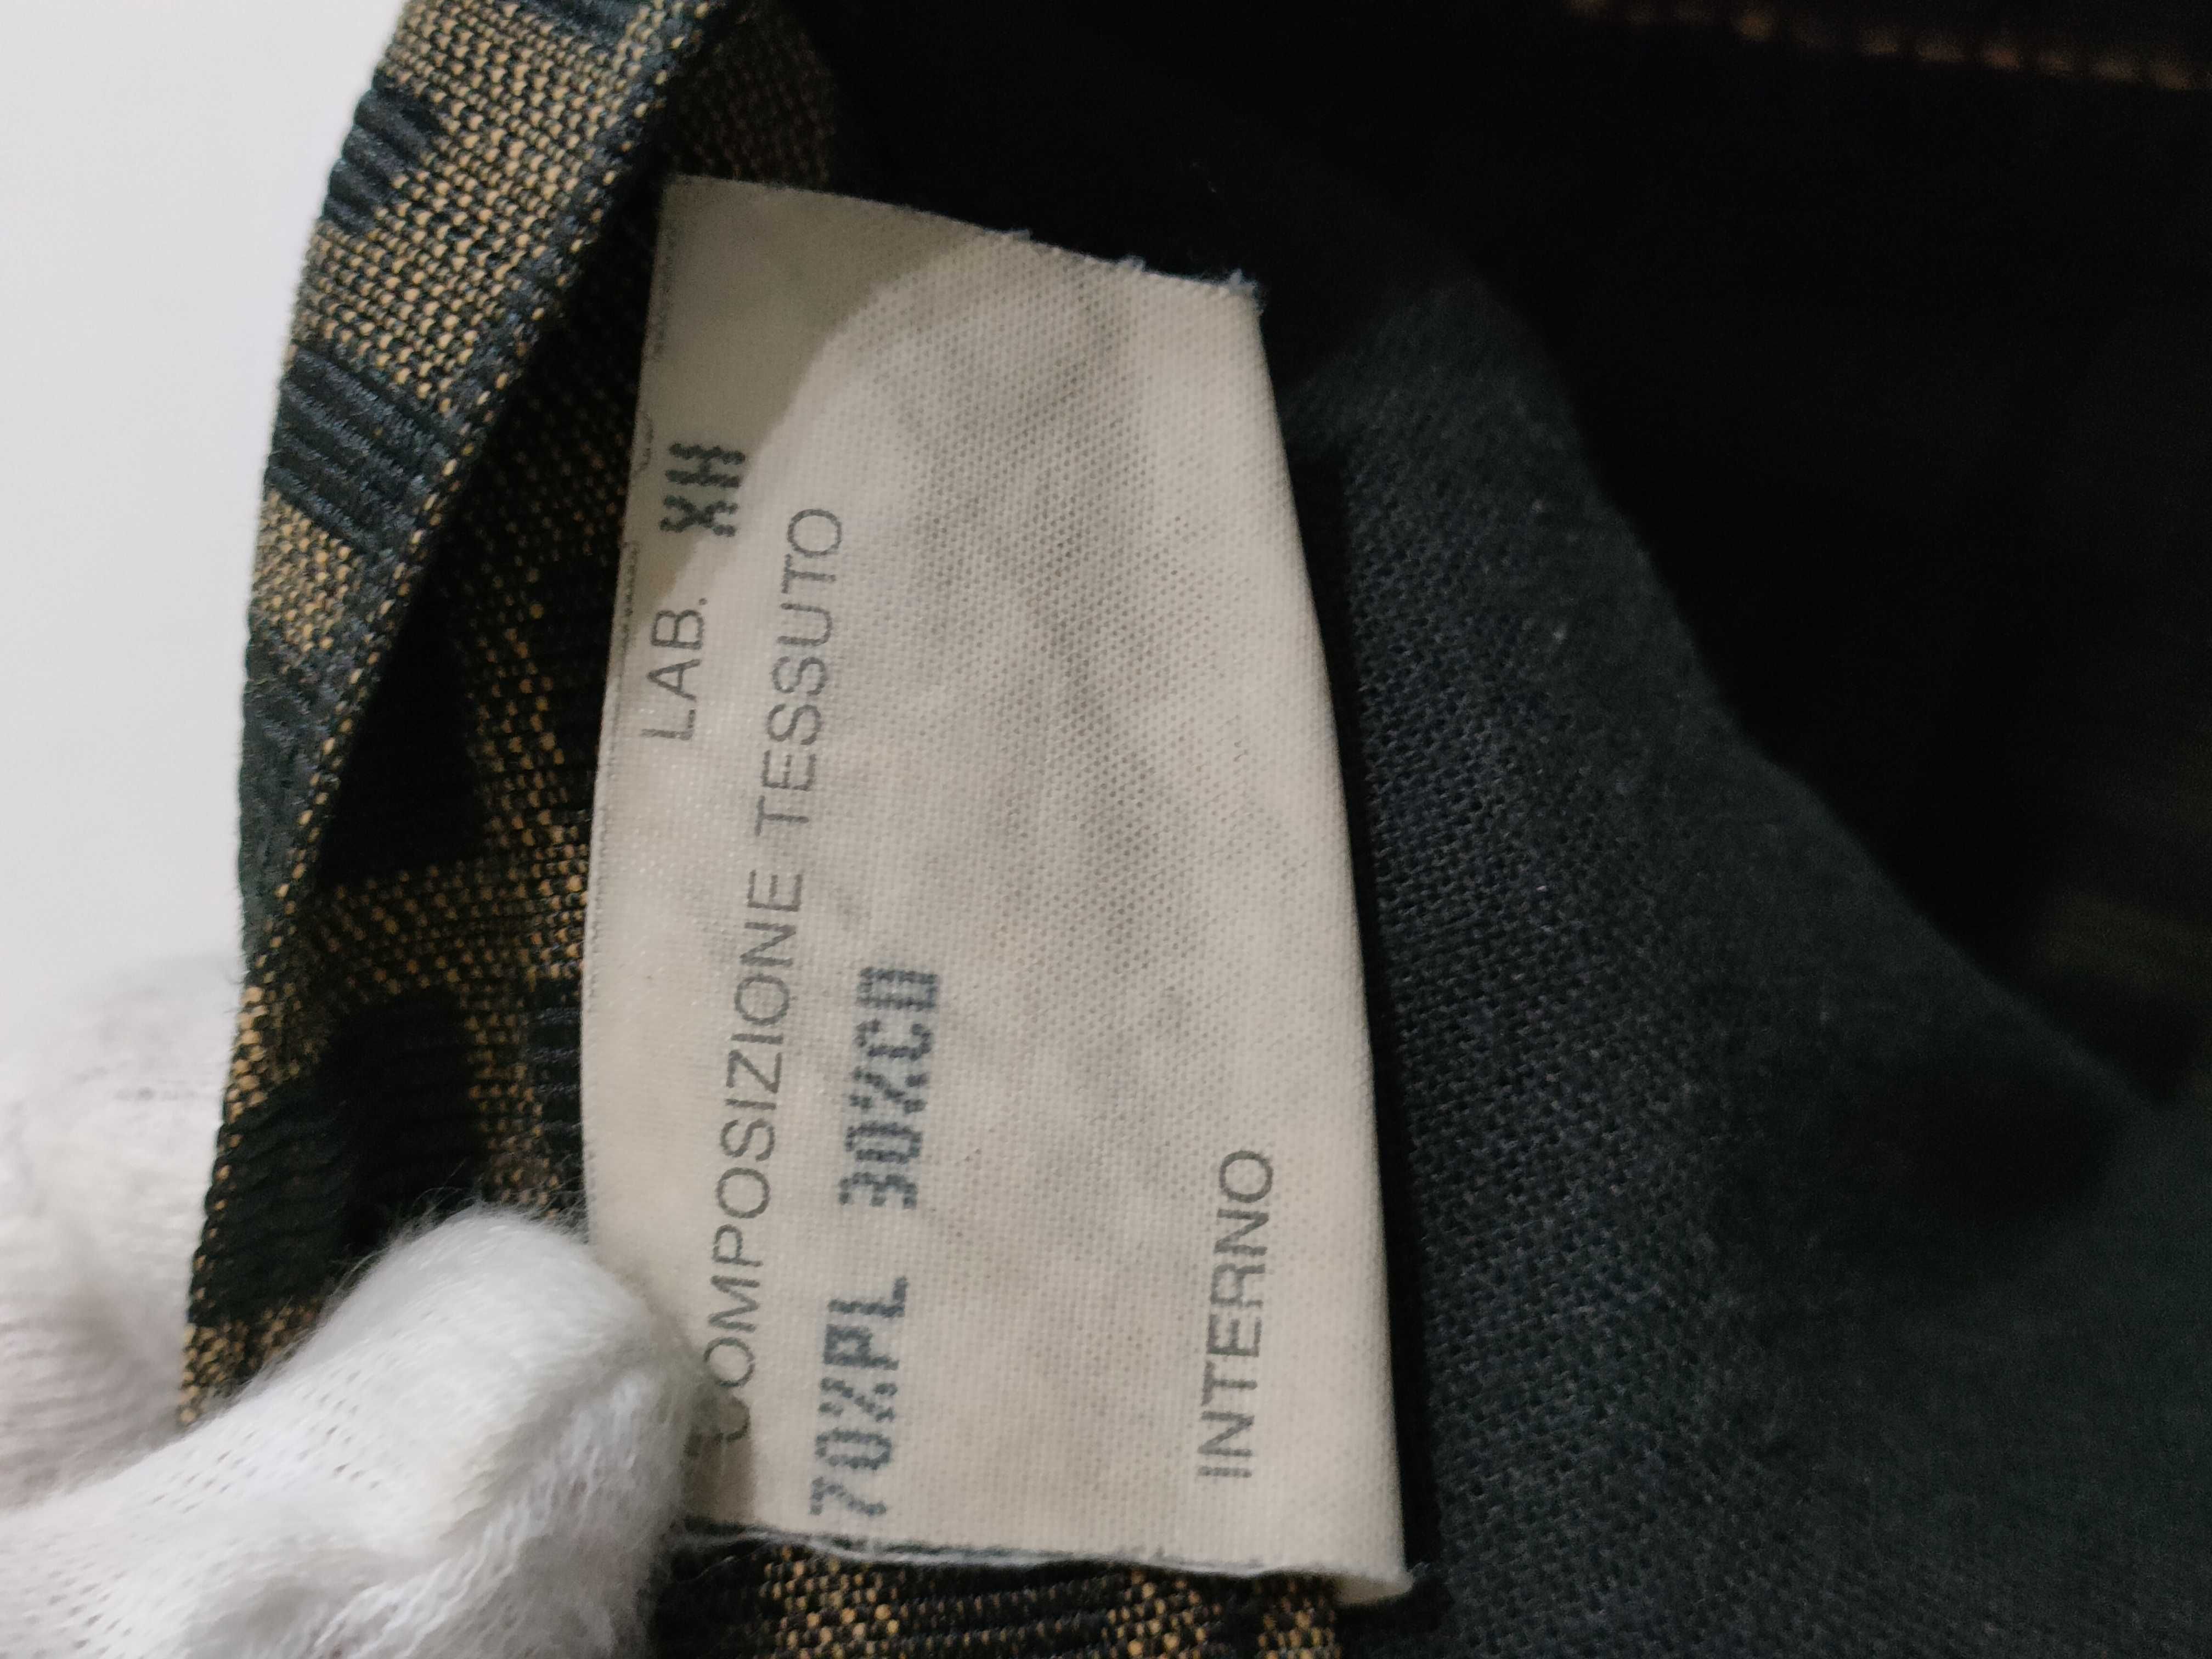 LAB. XH
COMPOSIZIONE TESSUTO
70%PL 30%CO
INTERNO